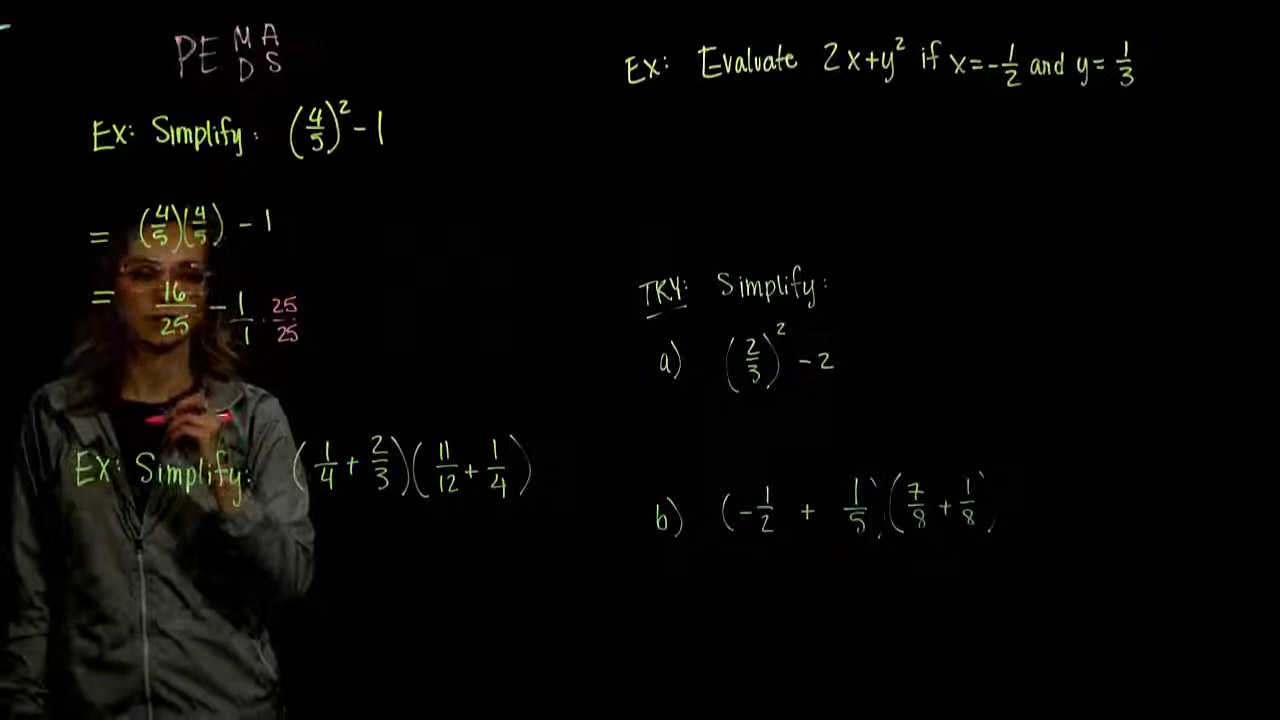 PE MA
DS
Ex: Simplify: (4/5)² - 1
= (4/5)(4/5) - 1
= 16/25 - 1/1 · 25/25
Ex: Simplify: (1/4 + 2/3)(11/12 + 1/4)
Ex: Evaluate 2x+y² if x=-1/2 and y=1/3
TRY: Simplify:
a) (2/3)² - 2
b) (-1/2 + 1/5)(7/8 + 1/8)